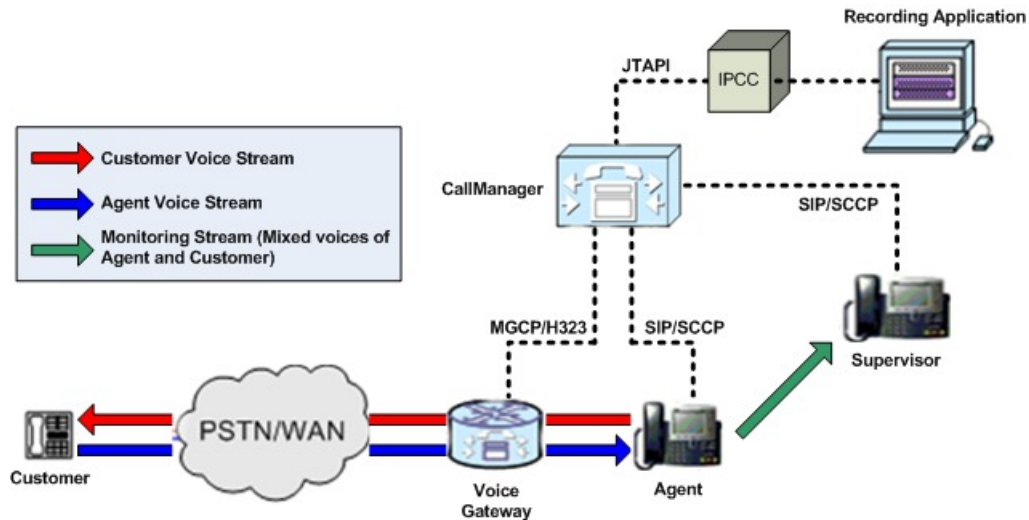 Recording Application
JTAPI
IPCC
Customer Voice Stream
Agent Voice Stream
Monitoring Stream (Mixed voices of
Agent and Customer)
CallManager
SIP/SCCP
MGCP/H323
SIP/SCCP
Supervisor
PSTN/WAN
Customer
Voice
Gateway
Agent